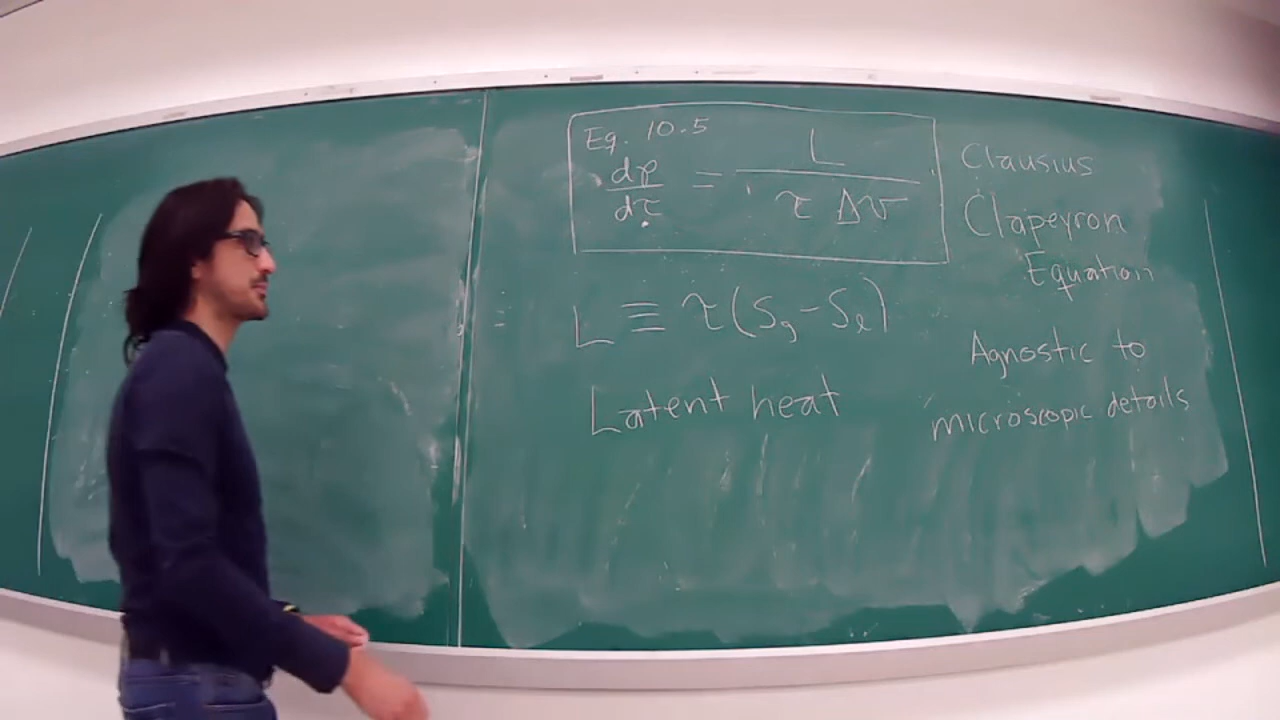 Eq. 10.5
dp/dτ = L/(τ Δv)
L ≡ τ(s_g - s_l)
Latent heat
Clausius
Clapeyron
Equation
Agnostic to
microscopic details